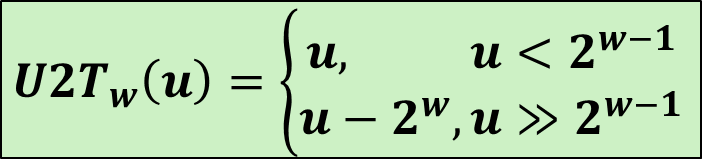 U2T_w(u) = { u, u < 2^{w−1}
u − 2^w, u ≫ 2^{w−1}